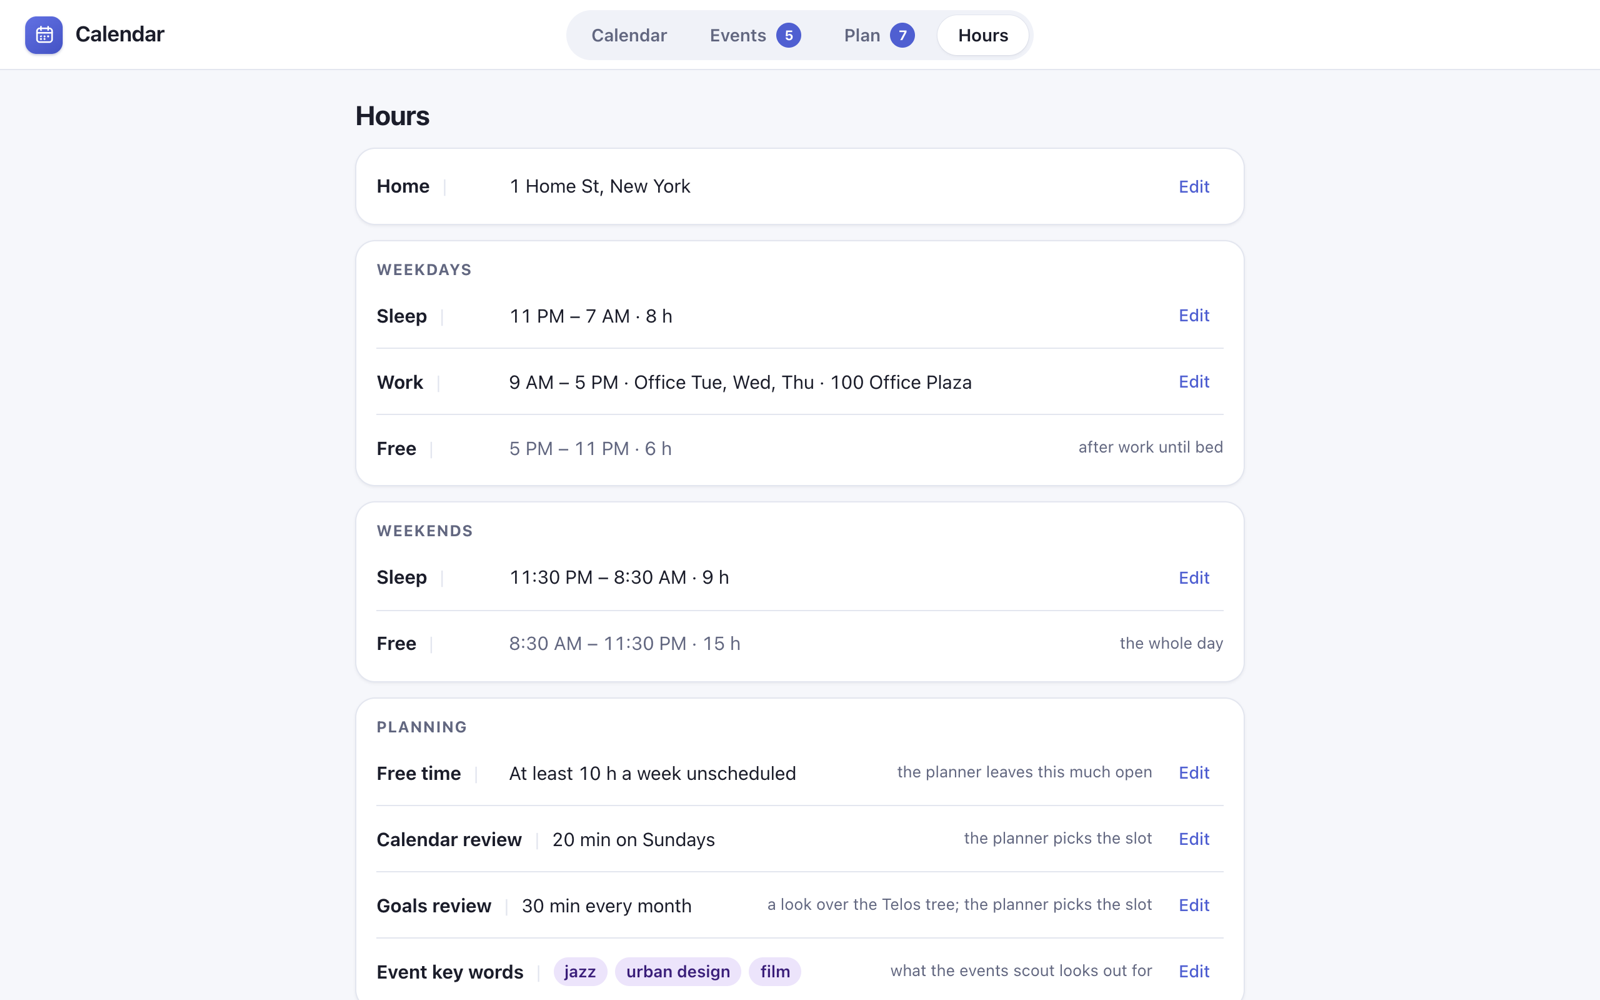 Calendar
Calendar Events 5 Plan 7 Hours
Hours
Home 1 Home St, New York Edit
WEEKDAYS
Sleep 11 PM – 7 AM · 8 h Edit
Work 9 AM – 5 PM · Office Tue, Wed, Thu · 100 Office Plaza Edit
Free 5 PM – 11 PM · 6 h after work until bed
WEEKENDS
Sleep 11:30 PM – 8:30 AM · 9 h Edit
Free 8:30 AM – 11:30 PM · 15 h the whole day
PLANNING
Free time At least 10 h a week unscheduled the planner leaves this much open Edit
Calendar review 20 min on Sundays the planner picks the slot Edit
Goals review 30 min every month a look over the Telos tree; the planner picks the slot Edit
Event key words jazz urban design film what the events scout looks out for Edit